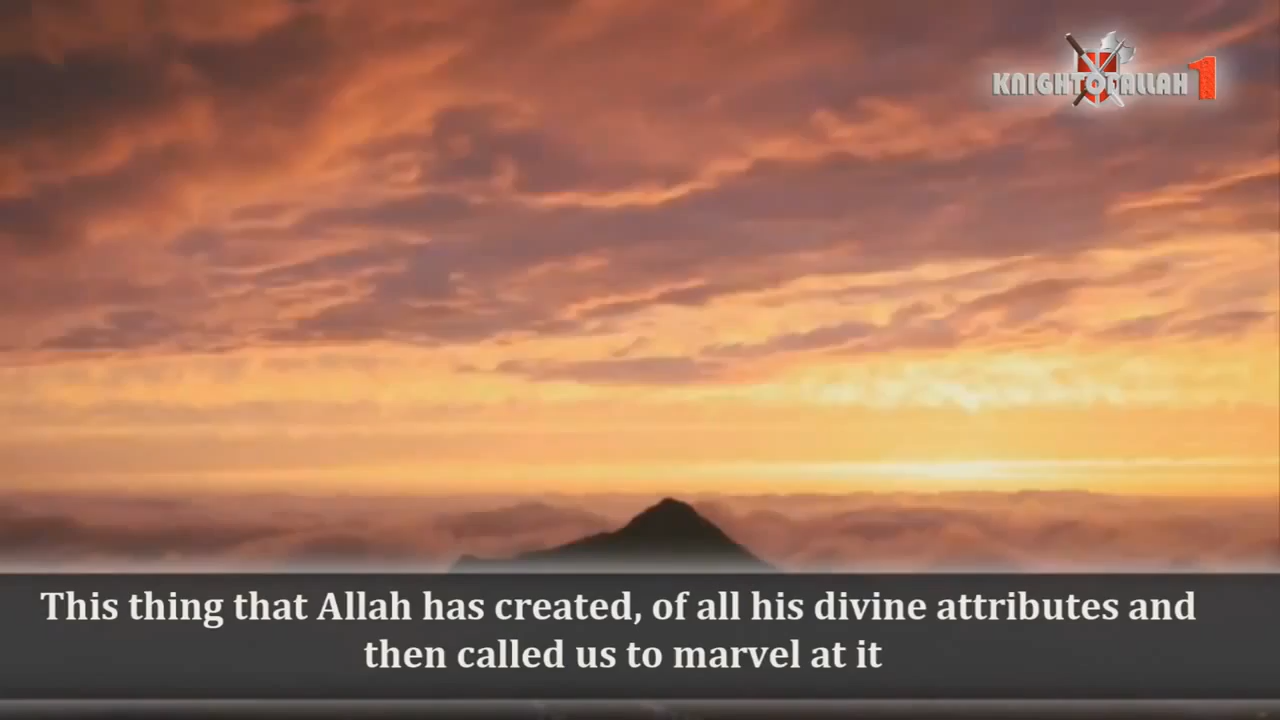 KNIGHTOFALLAH1
This thing that Allah has created, of all his divine attributes and
then called us to marvel at it